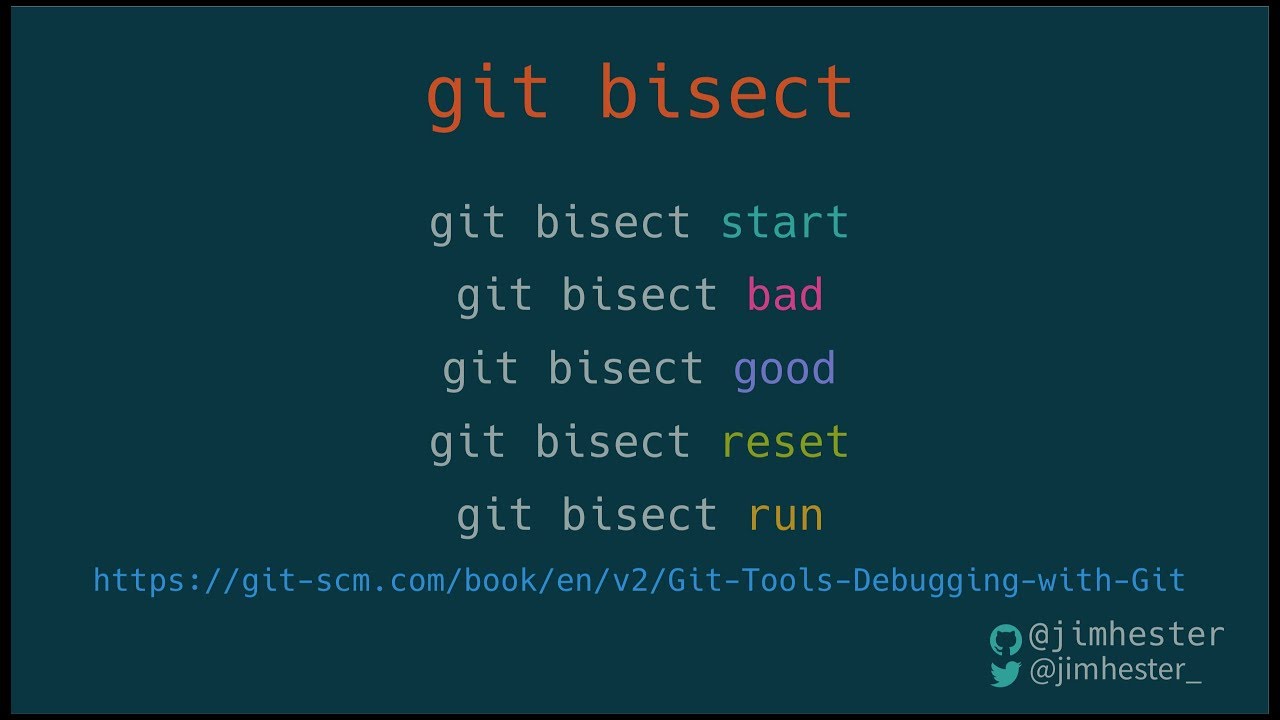 git bisect
git bisect start
git bisect bad
git bisect good
git bisect reset
git bisect run
https://git-scm.com/book/en/v2/Git-Tools-Debugging-with-Git
@jimhester
@jimhester_